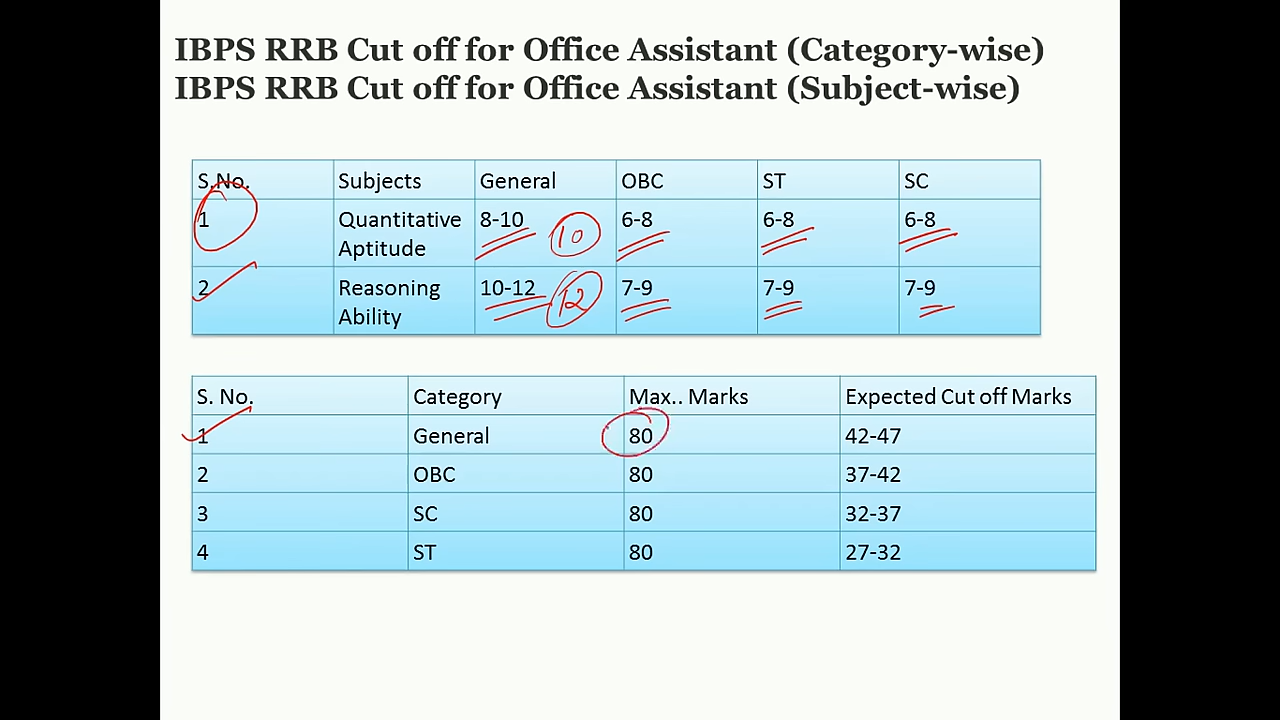 IBPS RRB Cut off for Office Assistant (Category-wise)
IBPS RRB Cut off for Office Assistant (Subject-wise)
S.No. Subjects General OBC ST SC
1 Quantitative Aptitude 8-10 10 6-8 6-8 6-8
2 Reasoning Ability 10-12 12 7-9 7-9 7-9
S. No. Category Max.. Marks Expected Cut off Marks
1 General 80 42-47
2 OBC 80 37-42
3 SC 80 32-37
4 ST 80 27-32